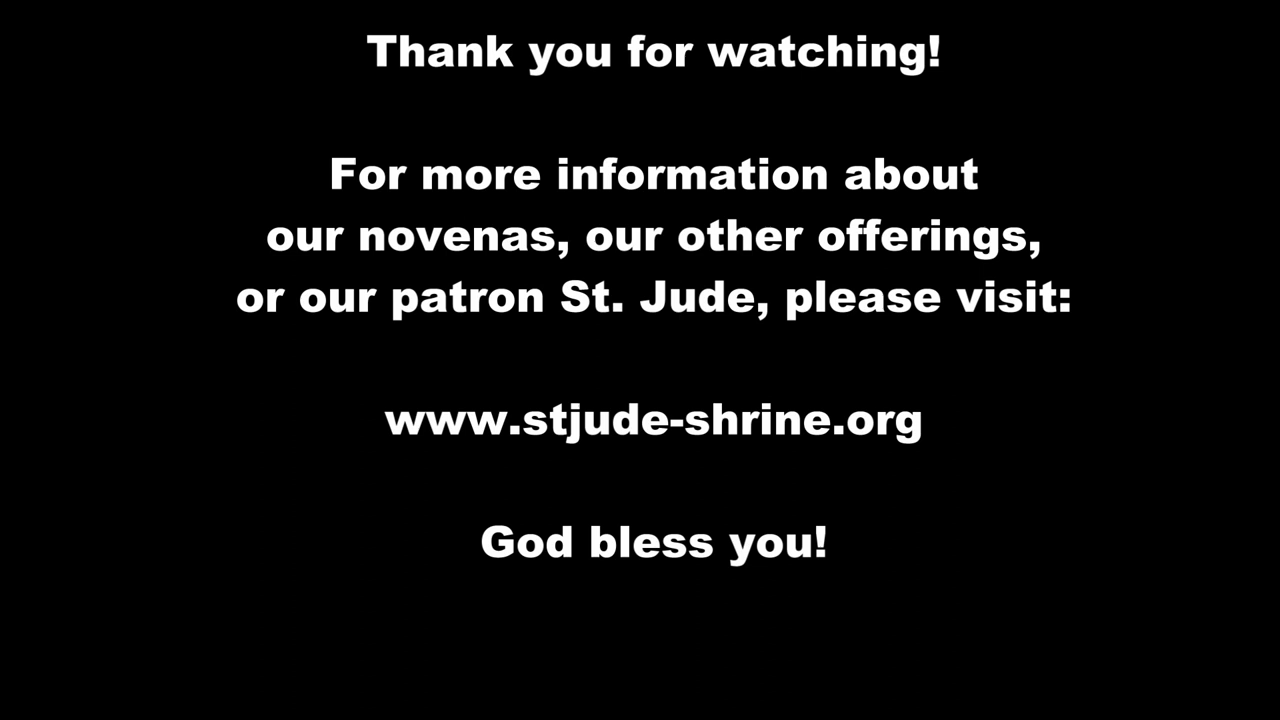 Thank you for watching!
For more information about
our novenas, our other offerings,
or our patron St. Jude, please visit:
www.stjude-shrine.org
God bless you!